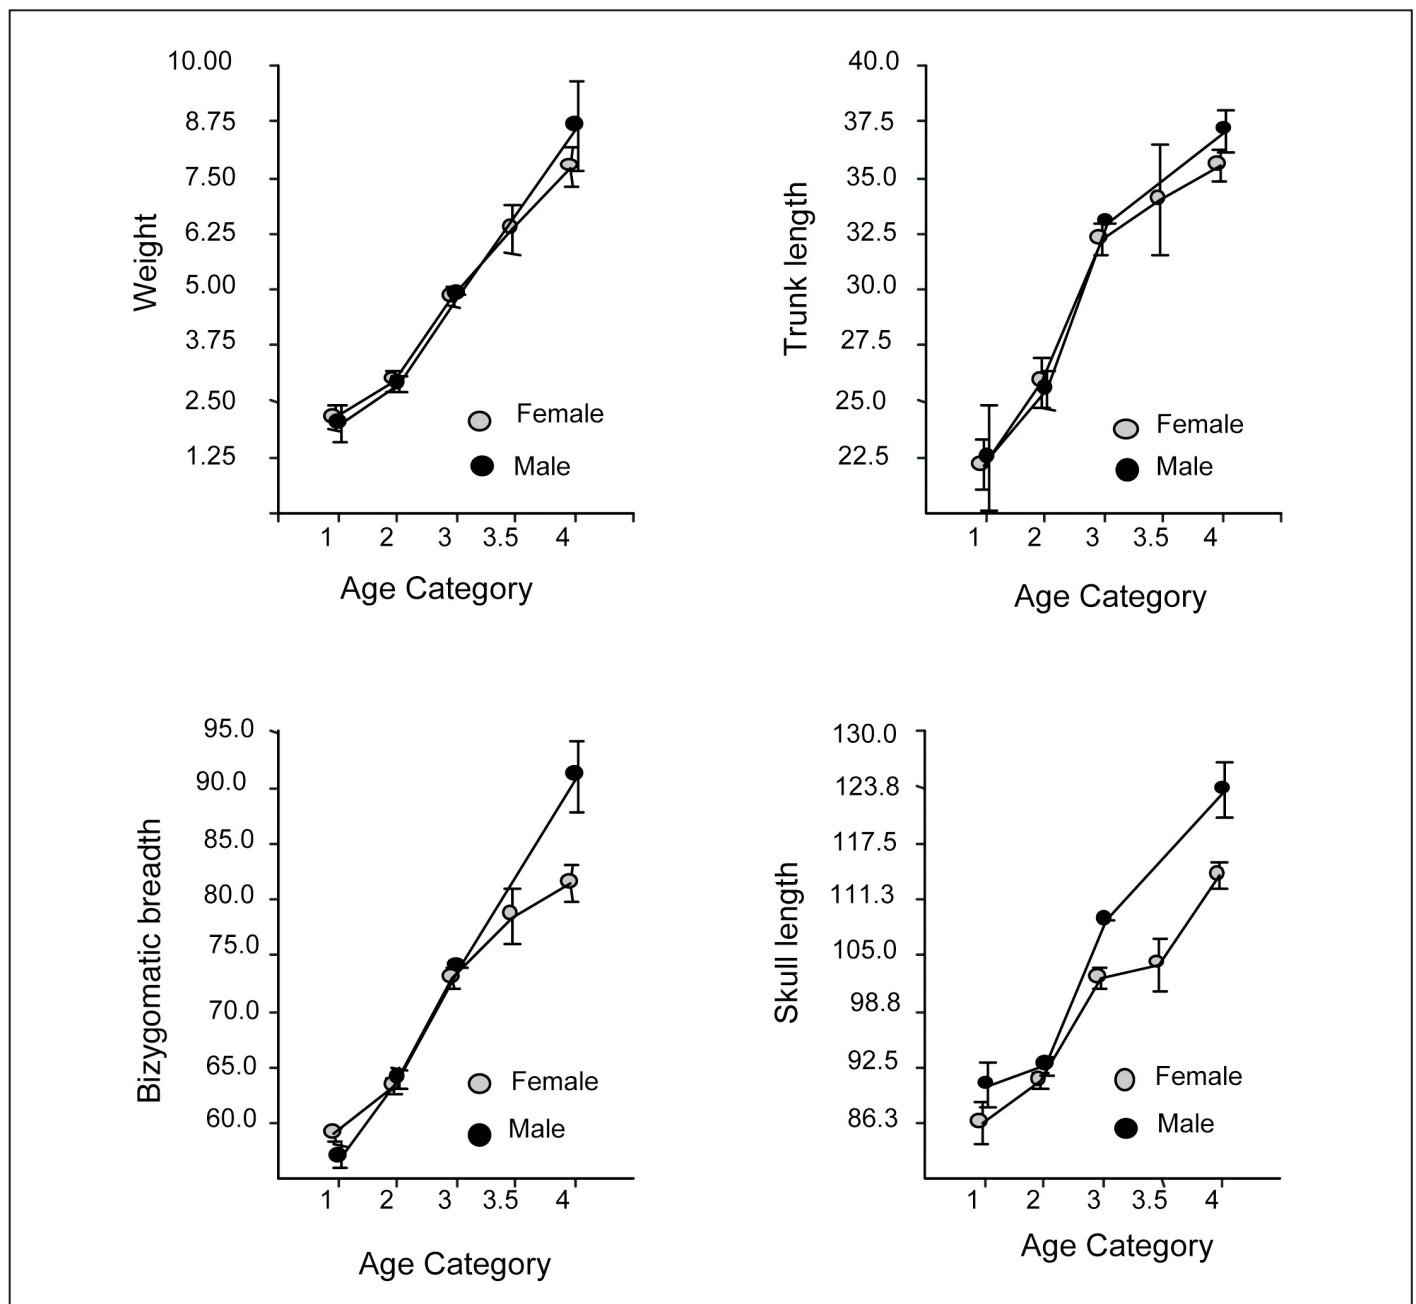 10.00
8.75
7.50
6.25
5.00
3.75
2.50
1.25
Weight
Female
Male
1 2 3 3.5 4
Age Category
40.0
37.5
35.0
32.5
30.0
27.5
25.0
22.5
Trunk length
Female
Male
1 2 3 3.5 4
Age Category
95.0
90.0
85.0
80.0
75.0
70.0
65.0
60.0
Bizygomatic breadth
Female
Male
1 2 3 3.5 4
Age Category
130.0
123.8
117.5
111.3
105.0
98.8
92.5
86.3
Skull length
Female
Male
1 2 3 3.5 4
Age Category